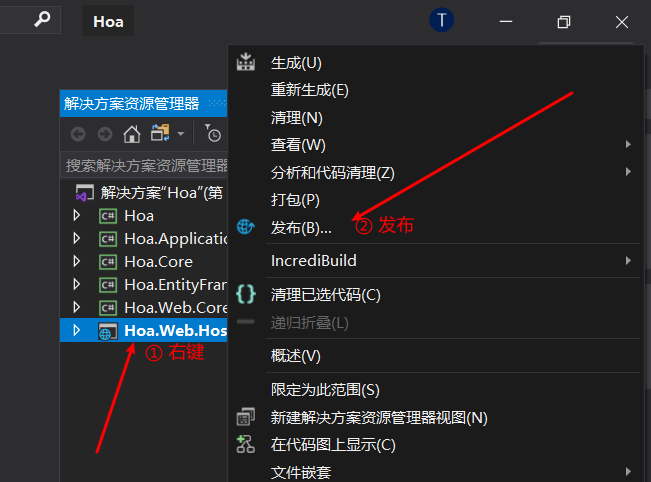 Hoa
T
生成(U)
重新生成(E)
清理(N)
查看(W)
分析和代码清理(Z)
打包(P)
发布(B)...
② 发布
IncrediBuild
清理已选代码(C)
递归折叠(L)
概述(V)
限定为此范围(S)
新建解决方案资源管理器视图(N)
在代码图上显示(C)
文件嵌套
解决方案资源管理器
搜索解决方案资源管理器
解决方案"Hoa"(第
C# Hoa
C# Hoa.Applicatio
C# Hoa.Core
C# Hoa.EntityFran
C# Hoa.Web.Core
Hoa.Web.Hos
① 右键